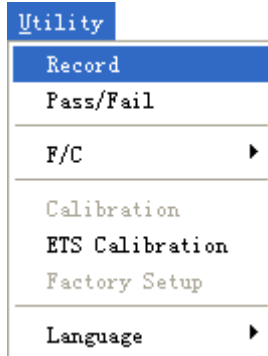 Utility
Record
Pass/Fail
F/C
Calibration
ETS Calibration
Factory Setup
Language